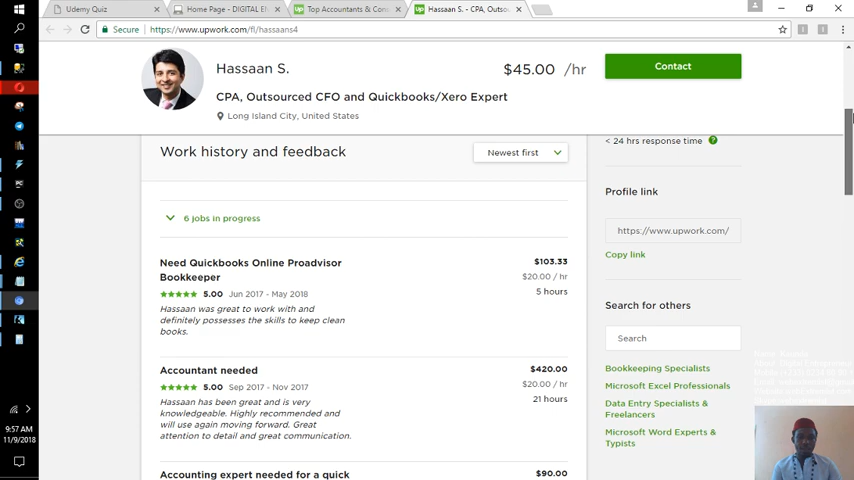 Udemy Quiz
Home Page - DIGITAL EN
Top Accountants & Con
Hassaan S. - CPA, Outso
Secure
https://www.upwork.com/fl/hassaans4
Hassaan S.
$45.00 /hr
Contact
CPA, Outsourced CFO and Quickbooks/Xero Expert
Long Island City, United States
Work history and feedback
Newest first
< 24 hrs response time
Profile link
6 jobs in progress
https://www.upwork.com/
Copy link
Need Quickbooks Online Proadvisor
Bookkeeper
$103.33
$20.00 / hr
5 hours
5.00 Jun 2017 - May 2018
Hassaan was great to work with and
definitely possesses the skills to keep clean
books.
Search for others
Search
Accountant needed
$420.00
$20.00 / hr
21 hours
5.00 Sep 2017 - Nov 2017
Hassaan has been great and is very
knowledgeable. Highly recommended and
will use again moving forward. Great
attention to detail and great communication.
Bookkeeping Specialists
Microsoft Excel Professionals
Data Entry Specialists &
Freelancers
Microsoft Word Experts &
Typists
Accounting expert needed for a quick
$90.00
9:57 AM
11/9/2018